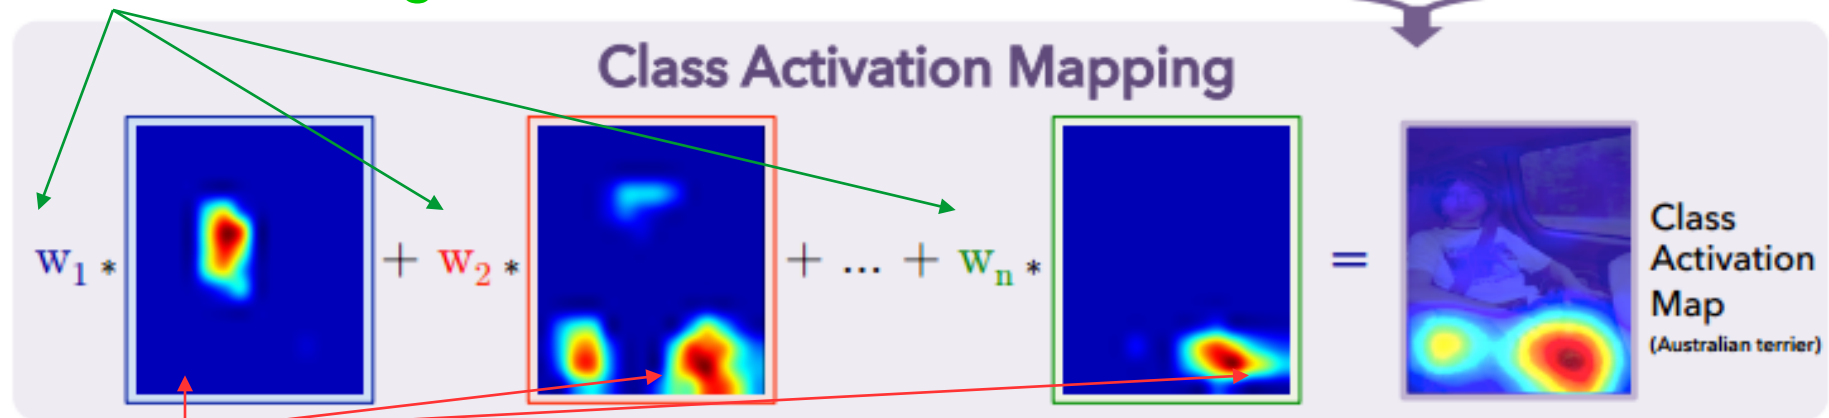 Class Activation Mapping
w1 * + w2 * + ... + wn * =
Class
Activation
Map
(Australian terrier)